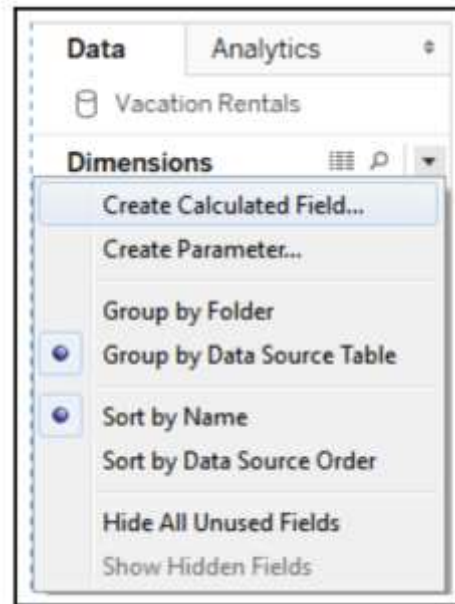 Data Analytics
Vacation Rentals
Dimensions
Create Calculated Field...
Create Parameter...
Group by Folder
Group by Data Source Table
Sort by Name
Sort by Data Source Order
Hide All Unused Fields
Show Hidden Fields